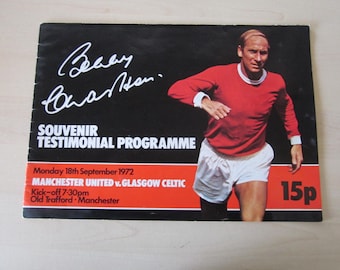 Bobby
Charlton
SOUVENIR
TESTIMONIAL PROGRAMME
Monday 18th September 1972
MANCHESTER UNITED v. GLASGOW CELTIC
Kick-off 7·30pm
Old Trafford · Manchester
15p